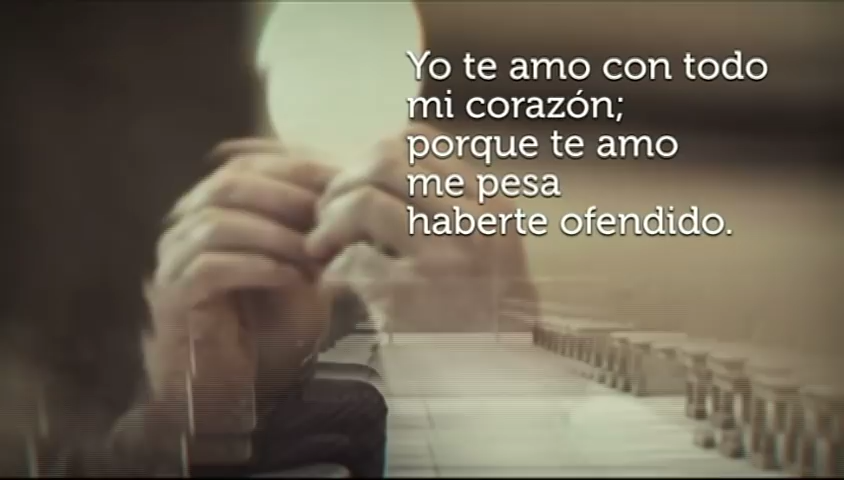 Yo te amo con todo
mi corazón;
porque te amo
me pesa
haberte ofendido.